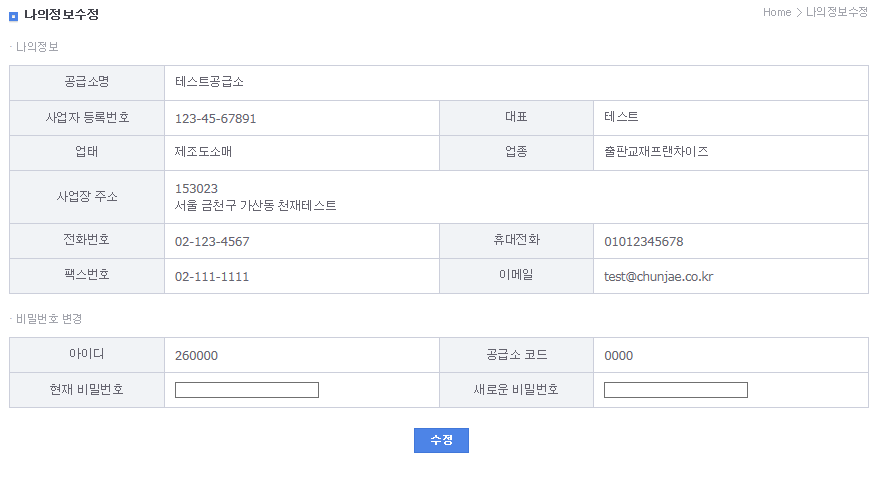 나의정보수정
Home > 나의정보수정
· 나의정보
공급소명 테스트공급소
사업자 등록번호 123-45-67891 대표 테스트
업태 제조도소매 업종 출판교재프랜차이즈
사업장 주소 153023
서울 금천구 가산동 천재테스트
전화번호 02-123-4567 휴대전화 01012345678
팩스번호 02-111-1111 이메일 test@chunjae.co.kr
· 비밀번호 변경
아이디 260000 공급소 코드 0000
현재 비밀번호 새로운 비밀번호
수정